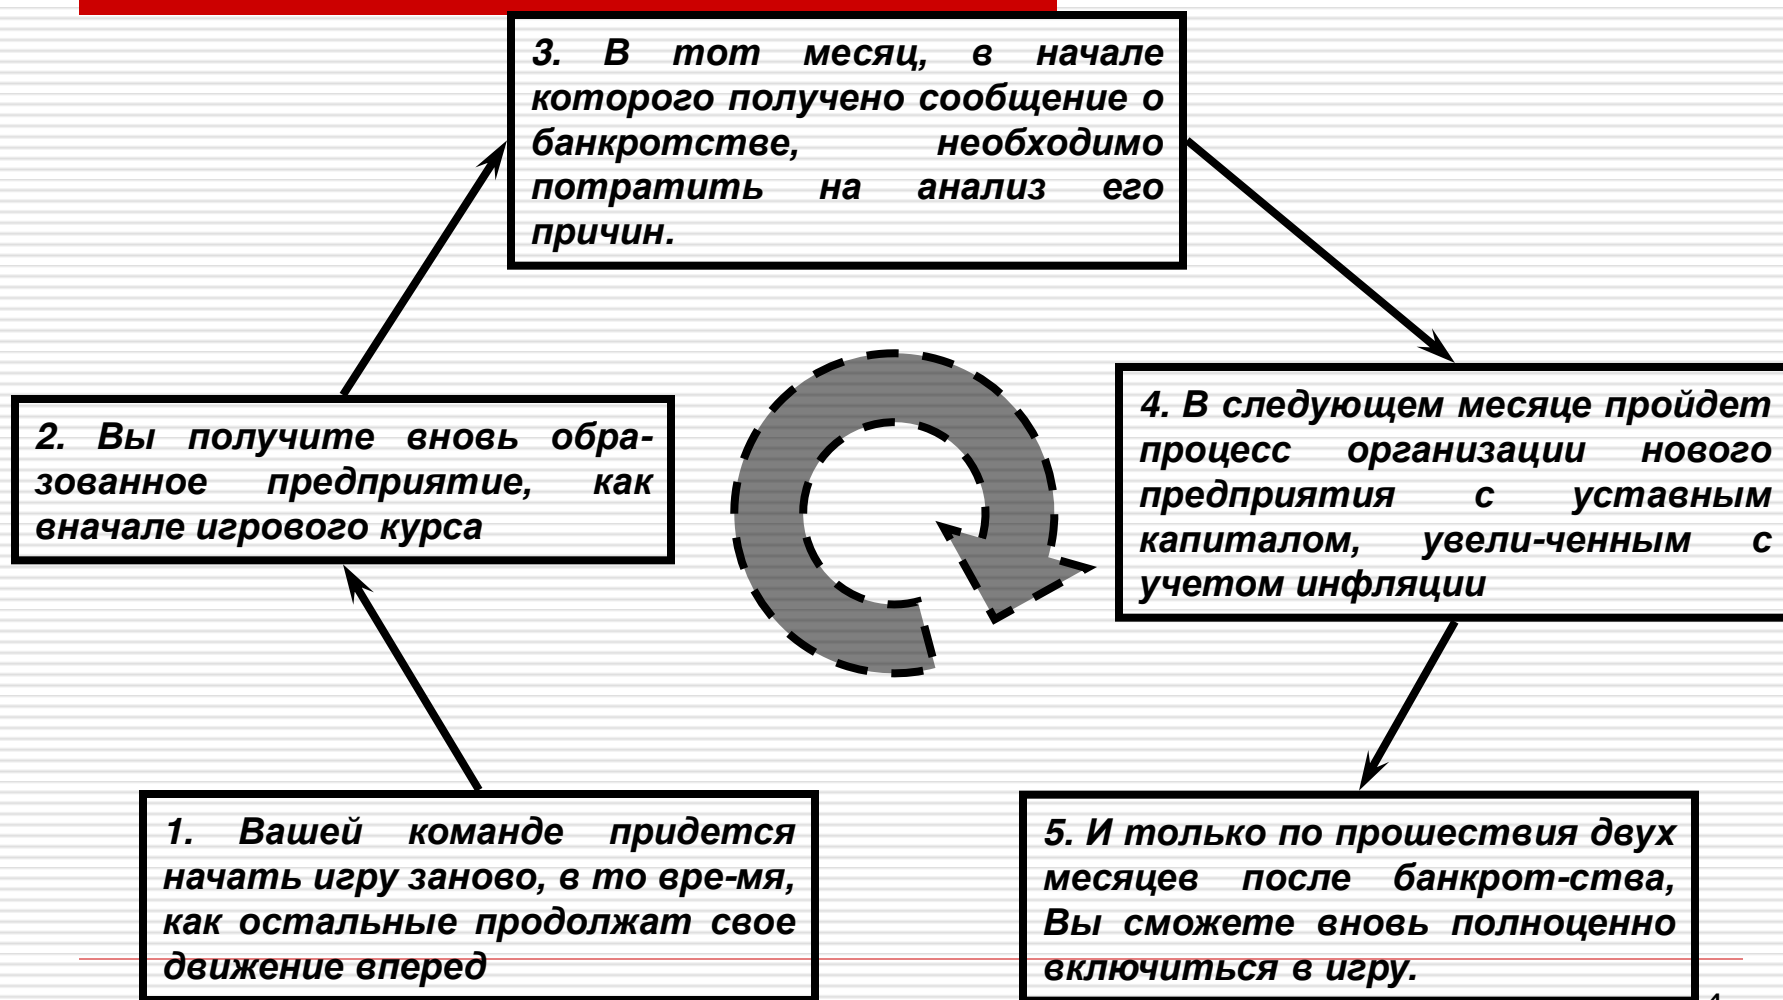 3. В тот месяц, в начале
которого получено сообщение о
банкротстве, необходимо
потратить на анализ его
причин.
2. Вы получите вновь обра-
зованное предприятие, как
вначале игрового курса
4. В следующем месяце пройдет
процесс организации нового
предприятия с уставным
капиталом, увели-ченным с
учетом инфляции
1. Вашей команде придется
начать игру заново, в то вре-мя,
как остальные продолжат свое
движение вперед
5. И только по прошествия двух
месяцев после банкрот-ства,
Вы сможете вновь полноценно
включиться в игру.